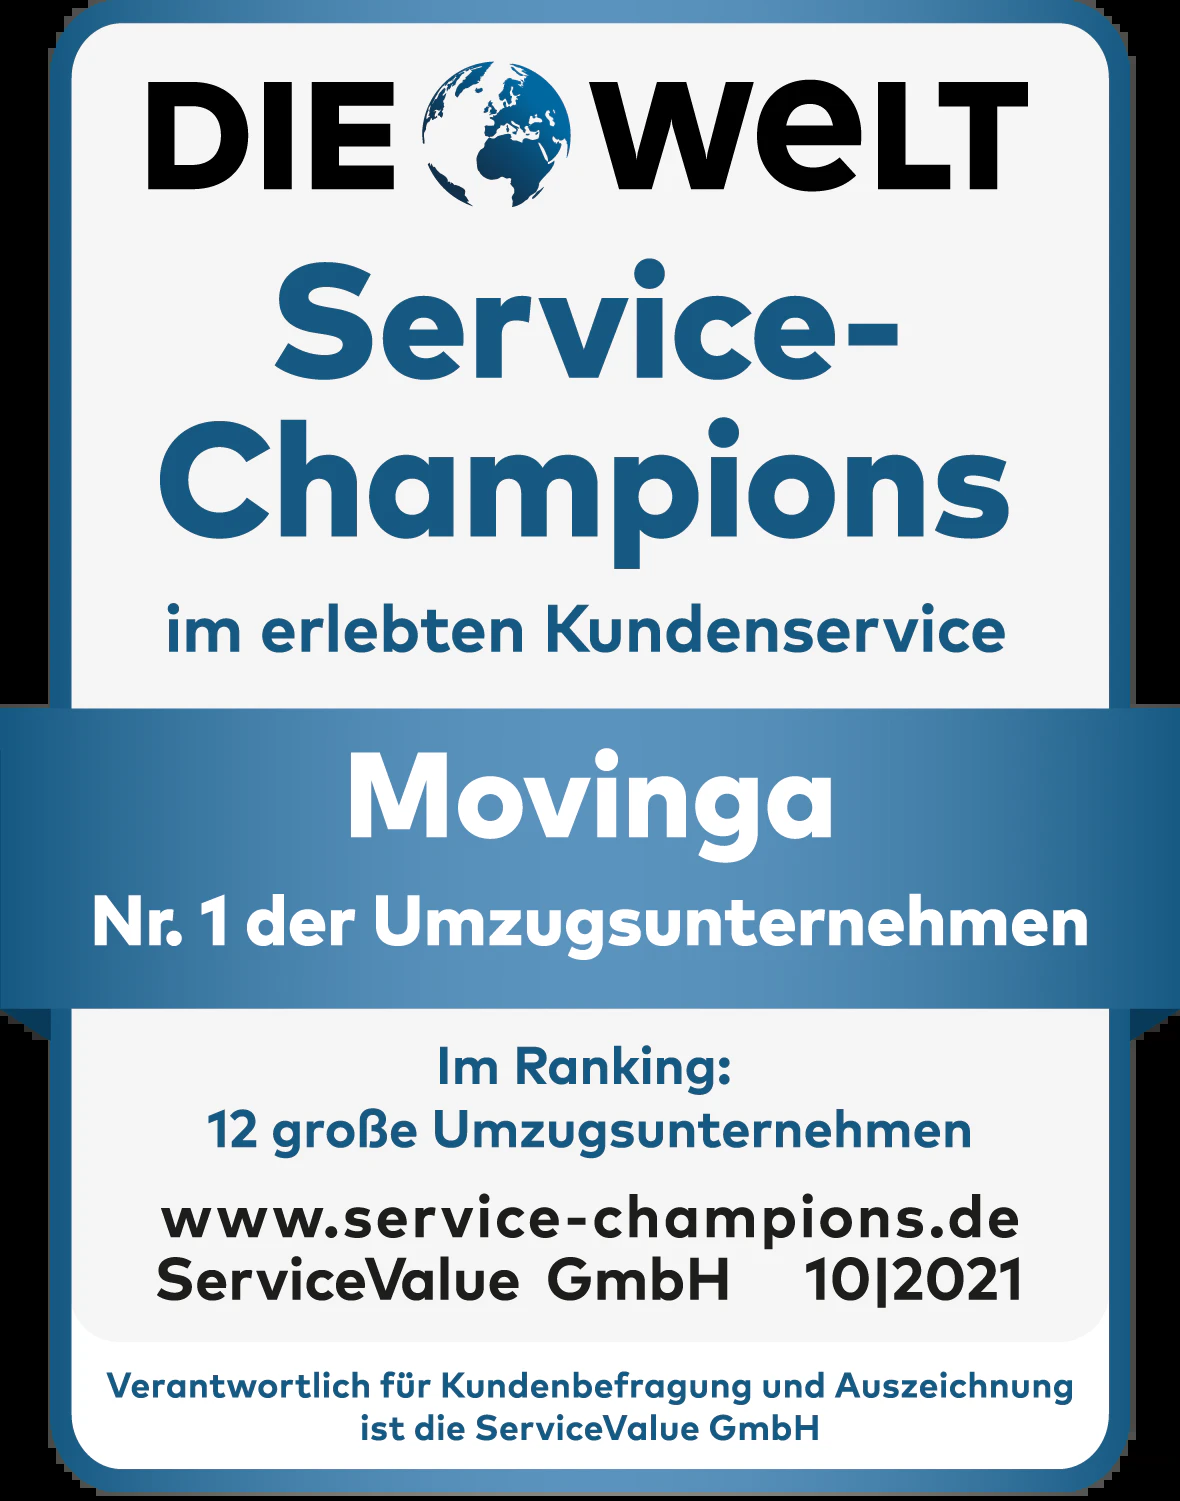 DIE WeLT
Service-
Champions
im erlebten Kundenservice
Movinga
Nr. 1 der Umzugsunternehmen
Im Ranking:
12 große Umzugsunternehmen
www.service-champions.de
ServiceValue GmbH 10|2021
Verantwortlich für Kundenbefragung und Auszeichnung
ist die ServiceValue GmbH